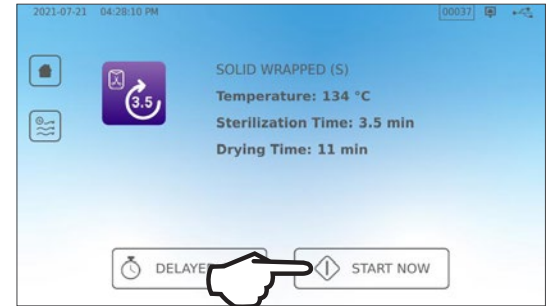 2021-07-21 04:28:10 PM 00037
SOLID WRAPPED (S)
3.5
Temperature: 134 °C
Sterilization Time: 3.5 min
Drying Time: 11 min
START NOW